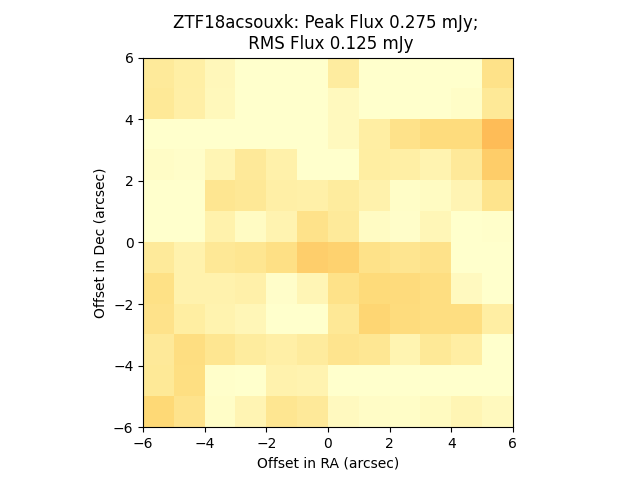 ZTF18acsouxk: Peak Flux 0.275 mJy;
RMS Flux 0.125 mJy
6
4
2
0
−2
−4
−6
Offset in Dec (arcsec)
−6 −4 −2 0 2 4 6
Offset in RA (arcsec)